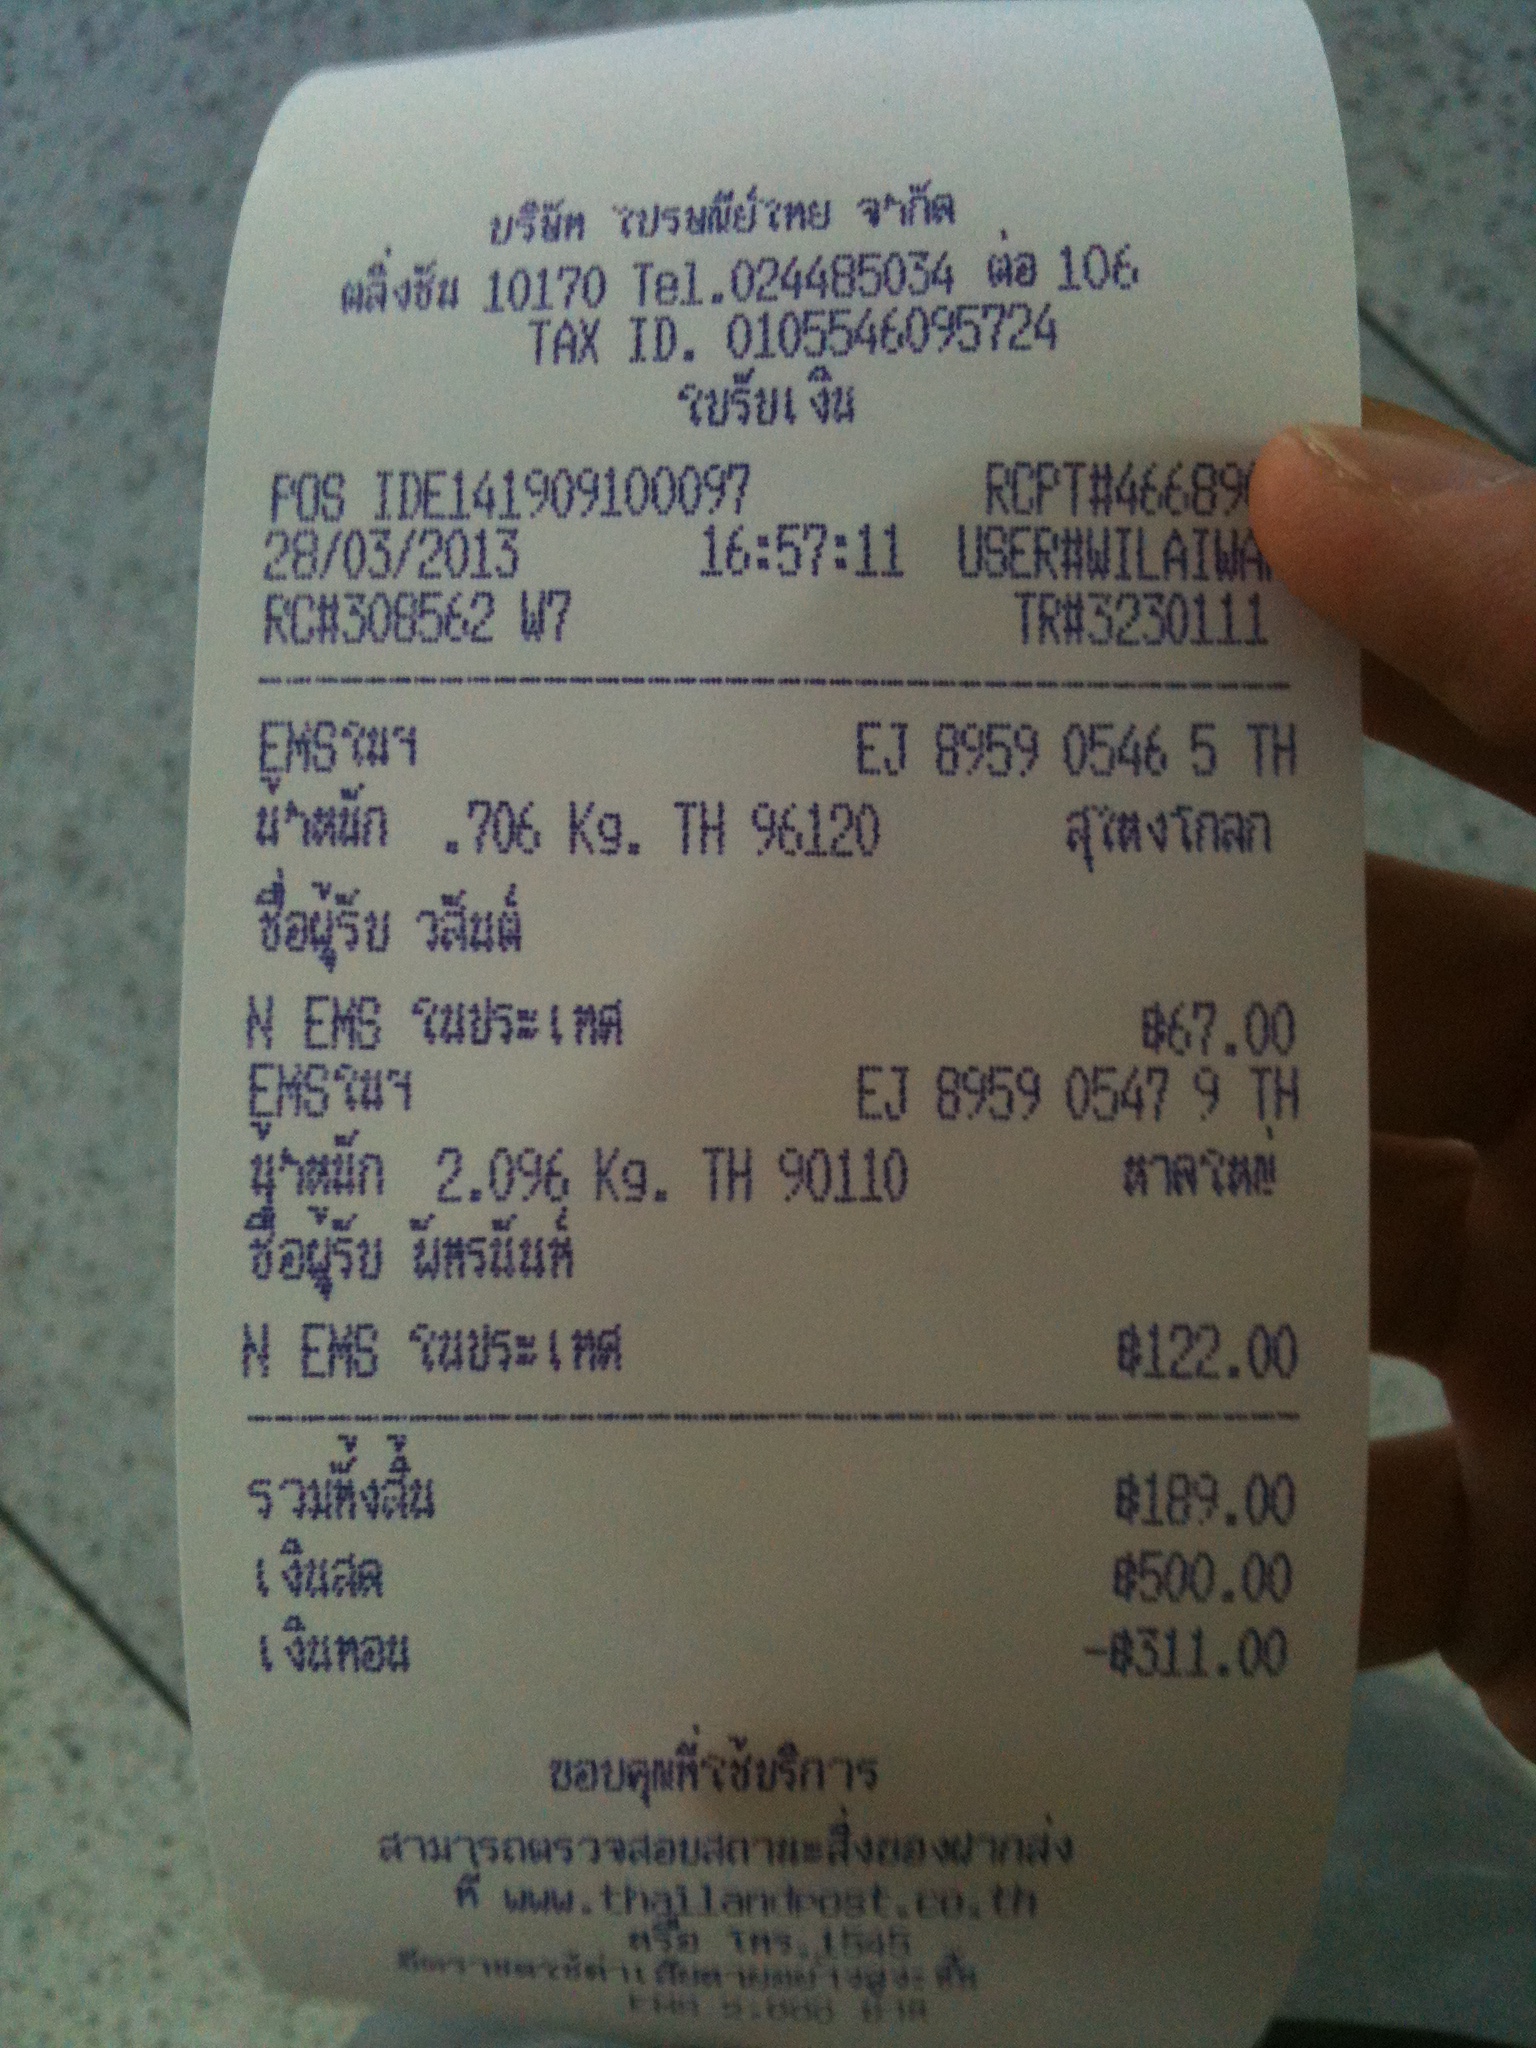 บริษัท ไปรษณีย์ไทย จำกัด
ตลิ่งชัน 10170 Tel.024485034 ต่อ 106
TAX ID. 0105546095724
ใบรับเงิน
POS IDE141909100097 RCPT#46689
28/03/2013 16:57:11 USER#WILAIWA
RC#308562 W7 TR#3230111
EMSในฯ EJ 8959 0546 5 TH
น้ำหนัก .706 Kg. TH 96120 สุไหงโกลก
ชื่อผู้รับ วสันต์
N EMS ในประเทศ ฿67.00
EMSในฯ EJ 8959 0547 9 TH
น้ำหนัก 2.096 Kg. TH 90110 หาดใหญ่
ชื่อผู้รับ พัทรนันท์
N EMS ในประเทศ ฿122.00
รวมทั้งสิ้น ฿189.00
เงินสด ฿500.00
เงินทอน -฿311.00
ขอบคุณที่ใช้บริการ
สามารถตรวจสอบสถานะสิ่งของฝากส่ง
ที่ www.thailandpost.co.th
หรือ โทร.1545